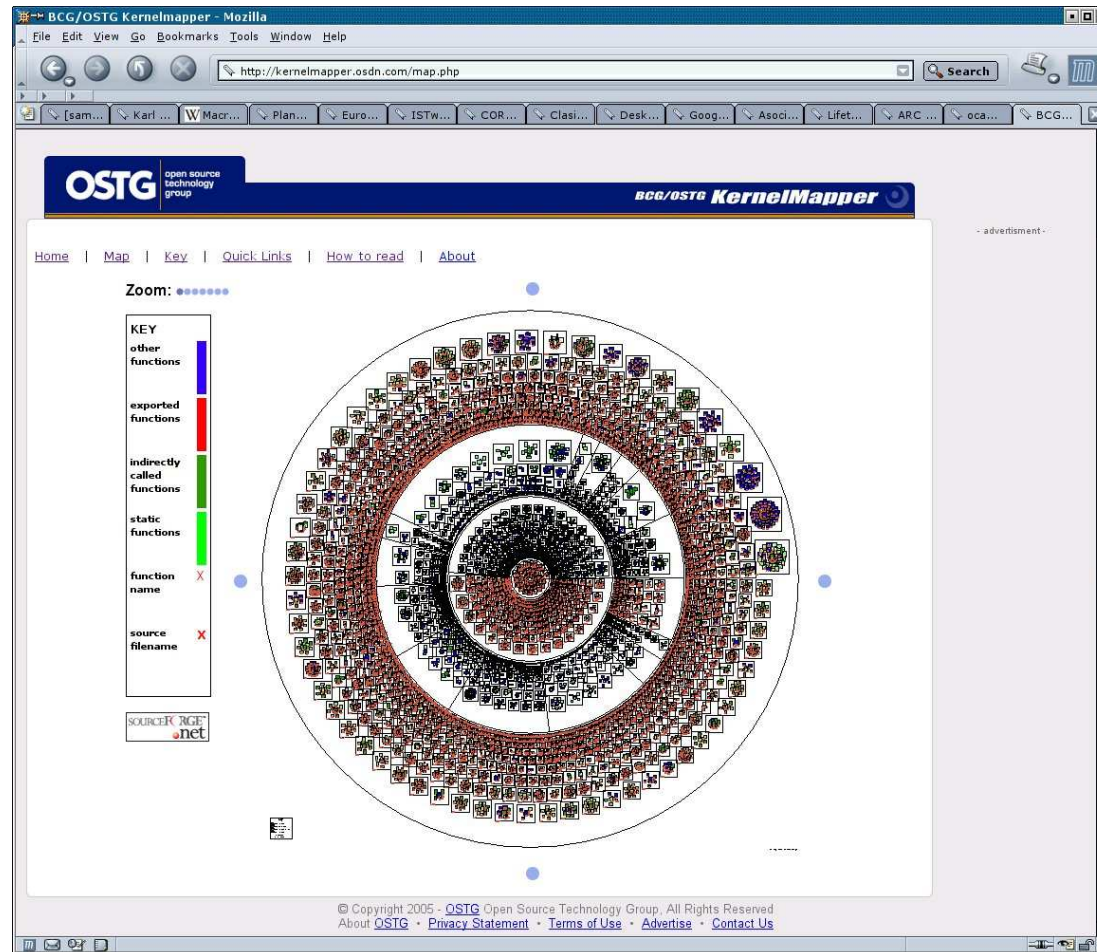 BCG/OSTG Kernelmapper - Mozilla
File Edit View Go Bookmarks Tools Window Help
http://kernelmapper.osdn.com/map.php
Search
[sam... Karl ... Macr... Plan... Euro... ISTw... COR... Clasi... Desk... Goog... Asoci... Lifet... ARC ... oca... BCG...
OSTG open source technology group
BCG/OSTG KernelMapper
- advertisment -
Home | Map | Key | Quick Links | How to read | About
Zoom:
KEY
other
functions
exported
functions
indirectly
called
functions
static
functions
function
name
X
source
filename
X
SOURCEFORGE
.net
© Copyright 2005 - OSTG Open Source Technology Group, All Rights Reserved
About OSTG • Privacy Statement • Terms of Use • Advertise • Contact Us